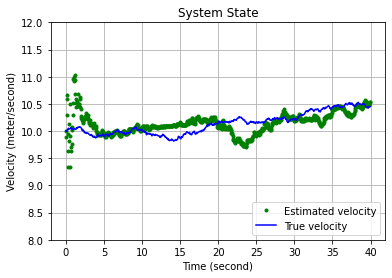 System State
12.0
11.5
11.0
10.5
10.0
9.5
9.0
8.5
8.0
Velocity (meter/second)
Estimated velocity
True velocity
0 5 10 15 20 25 30 35 40
Time (second)